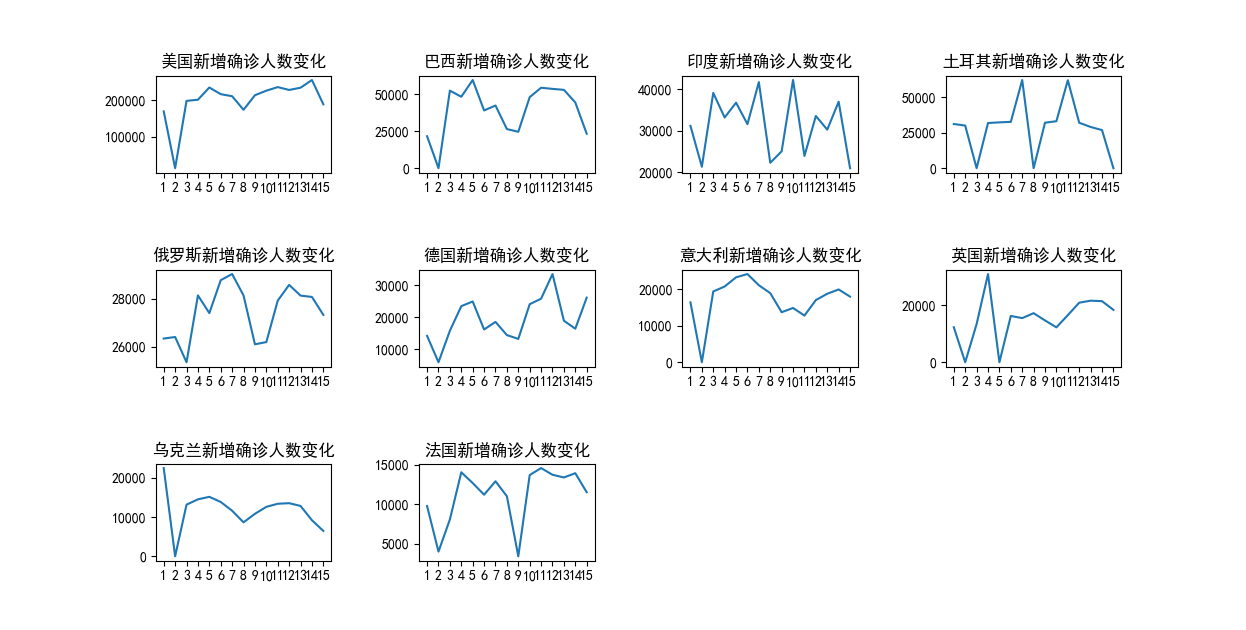 美国新增确诊人数变化
200000
100000
1 2 3 4 5 6 7 8 9 10 11 12 13 14 15
巴西新增确诊人数变化
50000
25000
0
1 2 3 4 5 6 7 8 9 10 11 12 13 14 15
印度新增确诊人数变化
40000
30000
20000
1 2 3 4 5 6 7 8 9 10 11 12 13 14 15
土耳其新增确诊人数变化
50000
25000
0
1 2 3 4 5 6 7 8 9 10 11 12 13 14 15
俄罗斯新增确诊人数变化
28000
26000
1 2 3 4 5 6 7 8 9 10 11 12 13 14 15
德国新增确诊人数变化
30000
20000
10000
1 2 3 4 5 6 7 8 9 10 11 12 13 14 15
意大利新增确诊人数变化
20000
10000
0
1 2 3 4 5 6 7 8 9 10 11 12 13 14 15
英国新增确诊人数变化
20000
0
1 2 3 4 5 6 7 8 9 10 11 12 13 14 15
乌克兰新增确诊人数变化
20000
10000
0
1 2 3 4 5 6 7 8 9 10 11 12 13 14 15
法国新增确诊人数变化
15000
10000
5000
1 2 3 4 5 6 7 8 9 10 11 12 13 14 15